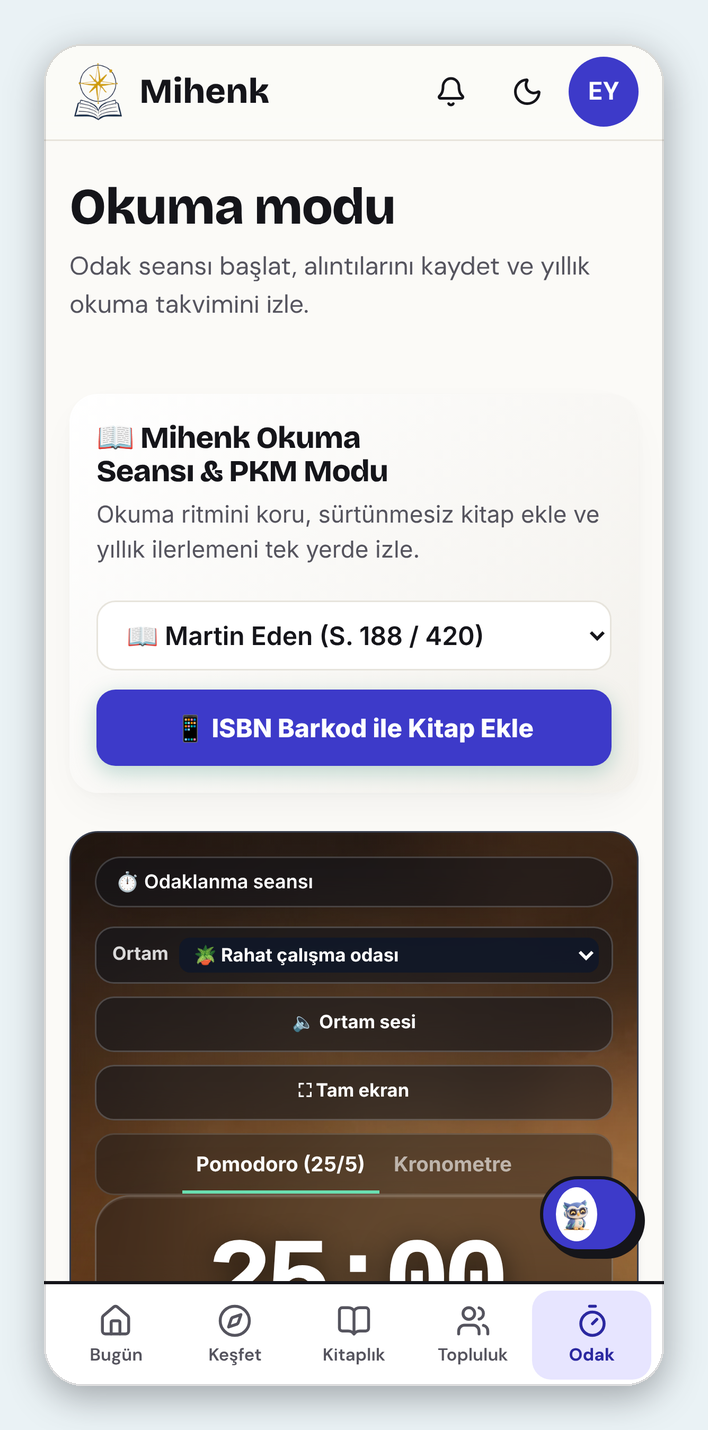 Mihenk
EY
Okuma modu
Odak seansı başlat, alıntılarını kaydet ve yıllık
okuma takvimini izle.
📖 Mihenk Okuma
Seansı & PKM Modu
Okuma ritmini koru, sürtünmesiz kitap ekle ve
yıllık ilerlemeni tek yerde izle.
📖 Martin Eden (S. 188 / 420)
📱 ISBN Barkod ile Kitap Ekle
⏱️ Odaklanma seansı
Ortam 🪴 Rahat çalışma odası
🔈 Ortam sesi
⛶ Tam ekran
Pomodoro (25/5) Kronometre
25:00
Bugün Keşfet Kitaplık Topluluk Odak